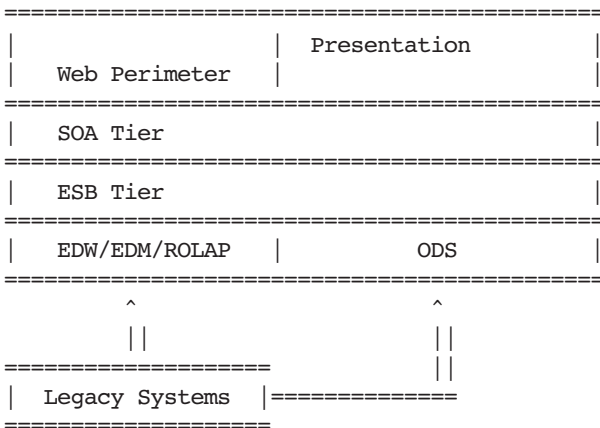 Presentation
Web Perimeter
SOA Tier
ESB Tier
EDW/EDM/ROLAP ODS
Legacy Systems